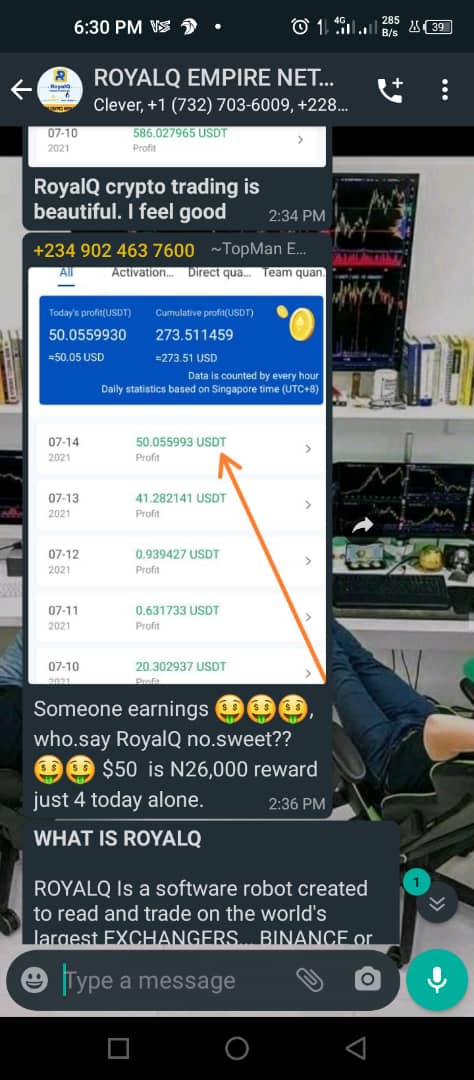 6:30 PM
4G
285 B/s
39
ROYALQ EMPIRE NET...
Clever, +1 (732) 703-6009, +228...
07-10
586.027965 USDT
2021
Profit
RoyalQ crypto trading is
beautiful. I feel good
2:34 PM
+234 902 463 7600 ~TopMan E...
All Activation... Direct qua... Team quan.
Today's profit(USDT) Cumulative profit(USDT)
50.0559930 273.511459
≈50.05 USD ≈273.51 USD
Data is counted by every hour
Daily statistics based on Singapore time (UTC+8)
07-14 50.055993 USDT
2021 Profit
07-13 41.282141 USDT
2021 Profit
07-12 0.939427 USDT
2021 Profit
07-11 0.631733 USDT
2021 Profit
07-10 20.302937 USDT
2021 Profit
Someone earnings 🤑🤑🤑,
who.say RoyalQ no.sweet??
🤑🤑 $50 is N26,000 reward
just 4 today alone.
2:36 PM
WHAT IS ROYALQ
ROYALQ Is a software robot created
to read and trade on the world's
largest EXCHANGERS... BINANCE or
1
Type a message